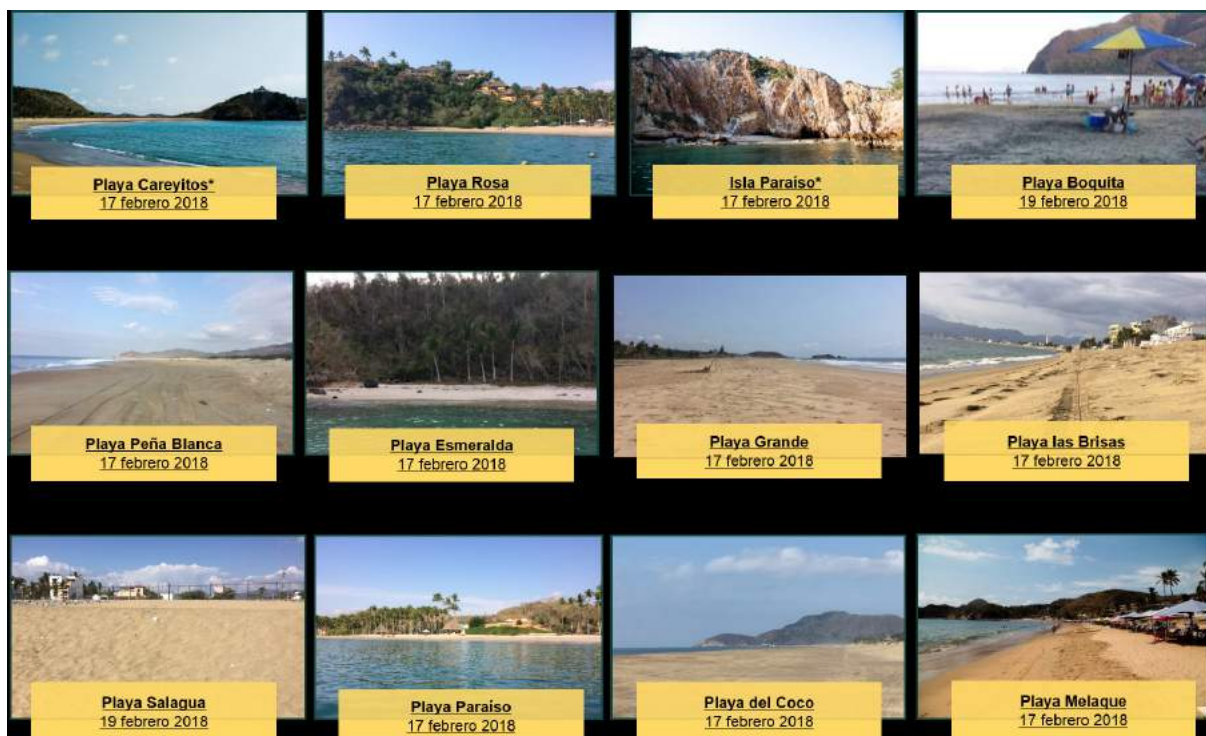 Playa Careyitos*
17 febrero 2018
Playa Rosa
17 febrero 2018
Isla Paraiso*
17 febrero 2018
Playa Boquita
19 febrero 2018
Playa Peña Blanca
17 febrero 2018
Playa Esmeralda
17 febrero 2018
Playa Grande
17 febrero 2018
Playa las Brisas
17 febrero 2018
Playa Salagua
19 febrero 2018
Playa Paraiso
17 febrero 2018
Playa del Coco
17 febrero 2018
Playa Melaque
17 febrero 2018